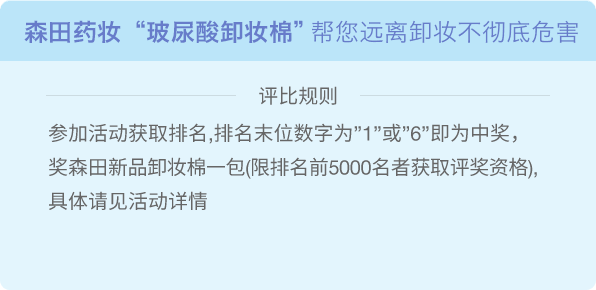 森田药妆“玻尿酸卸妆棉”帮您远离卸妆不彻底危害
评比规则
参加活动获取排名,排名末位数字为”1”或”6”即为中奖，
奖森田新品卸妆棉一包(限排名前5000名者获取评奖资格),
具体请见活动详情